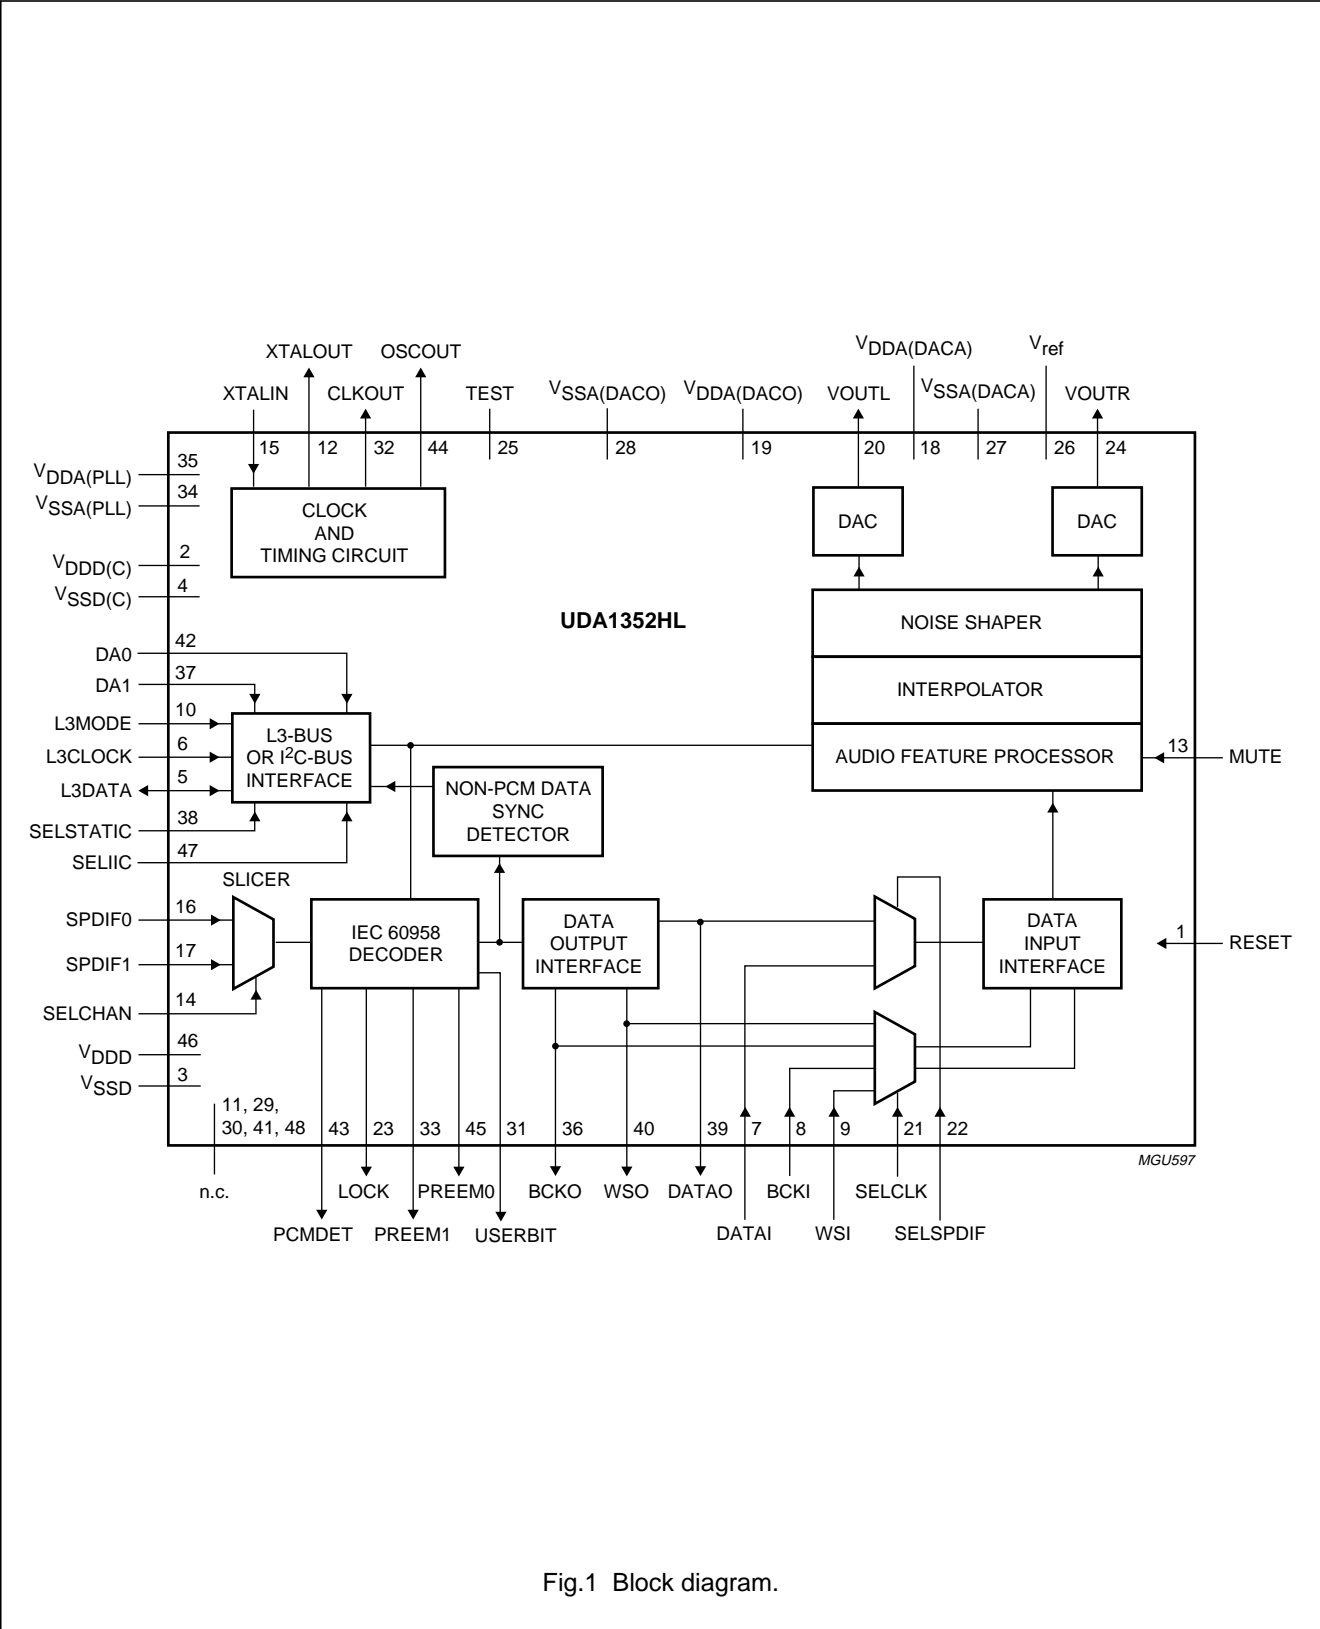 XTALOUT OSCOUT VDDA(DACA) Vref
XTALIN CLKOUT TEST VSSA(DACO) VDDA(DACO) VOUTL VSSA(DACA) VOUTR
15 12 32 44 25 28 19 20 18 27 26 24
VDDA(PLL) 35
VSSA(PLL) 34
CLOCK
AND
TIMING CIRCUIT
DAC
DAC
VDDD(C) 2
VSSD(C) 4
UDA1352HL
NOISE SHAPER
INTERPOLATOR
AUDIO FEATURE PROCESSOR
13 MUTE
DA0 42
DA1 37
L3MODE 10
L3CLOCK 6
L3DATA 5
SELSTATIC 38
SELIIC 47
L3-BUS
OR I²C-BUS
INTERFACE
NON-PCM DATA
SYNC
DETECTOR
SLICER
SPDIF0 16
SPDIF1 17
SELCHAN 14
IEC 60958
DECODER
DATA
OUTPUT
INTERFACE
DATA
INPUT
INTERFACE
1 RESET
VDDD 46
VSSD 3
11, 29,
30, 41, 48 43 23 33 45 31 36 40 39 7 8 9 21 22
MGU597
n.c. LOCK PREEM0 BCKO WSO DATAO BCKI SELCLK
PCMDET PREEM1 USERBIT DATAI WSI SELSPDIF
Fig.1 Block diagram.